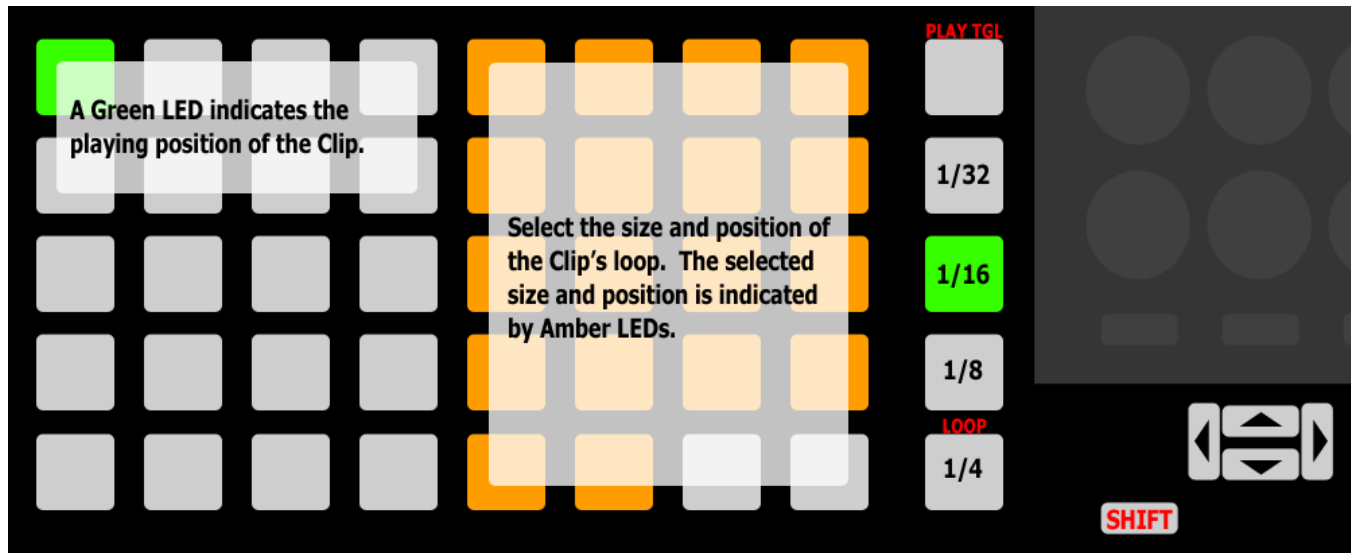 PLAY TGL
A Green LED indicates the
playing position of the Clip.
1/32
Select the size and position of
the Clip's loop.  The selected
size and position is indicated
by Amber LEDs.
1/16
1/8
LOOP
1/4
SHIFT